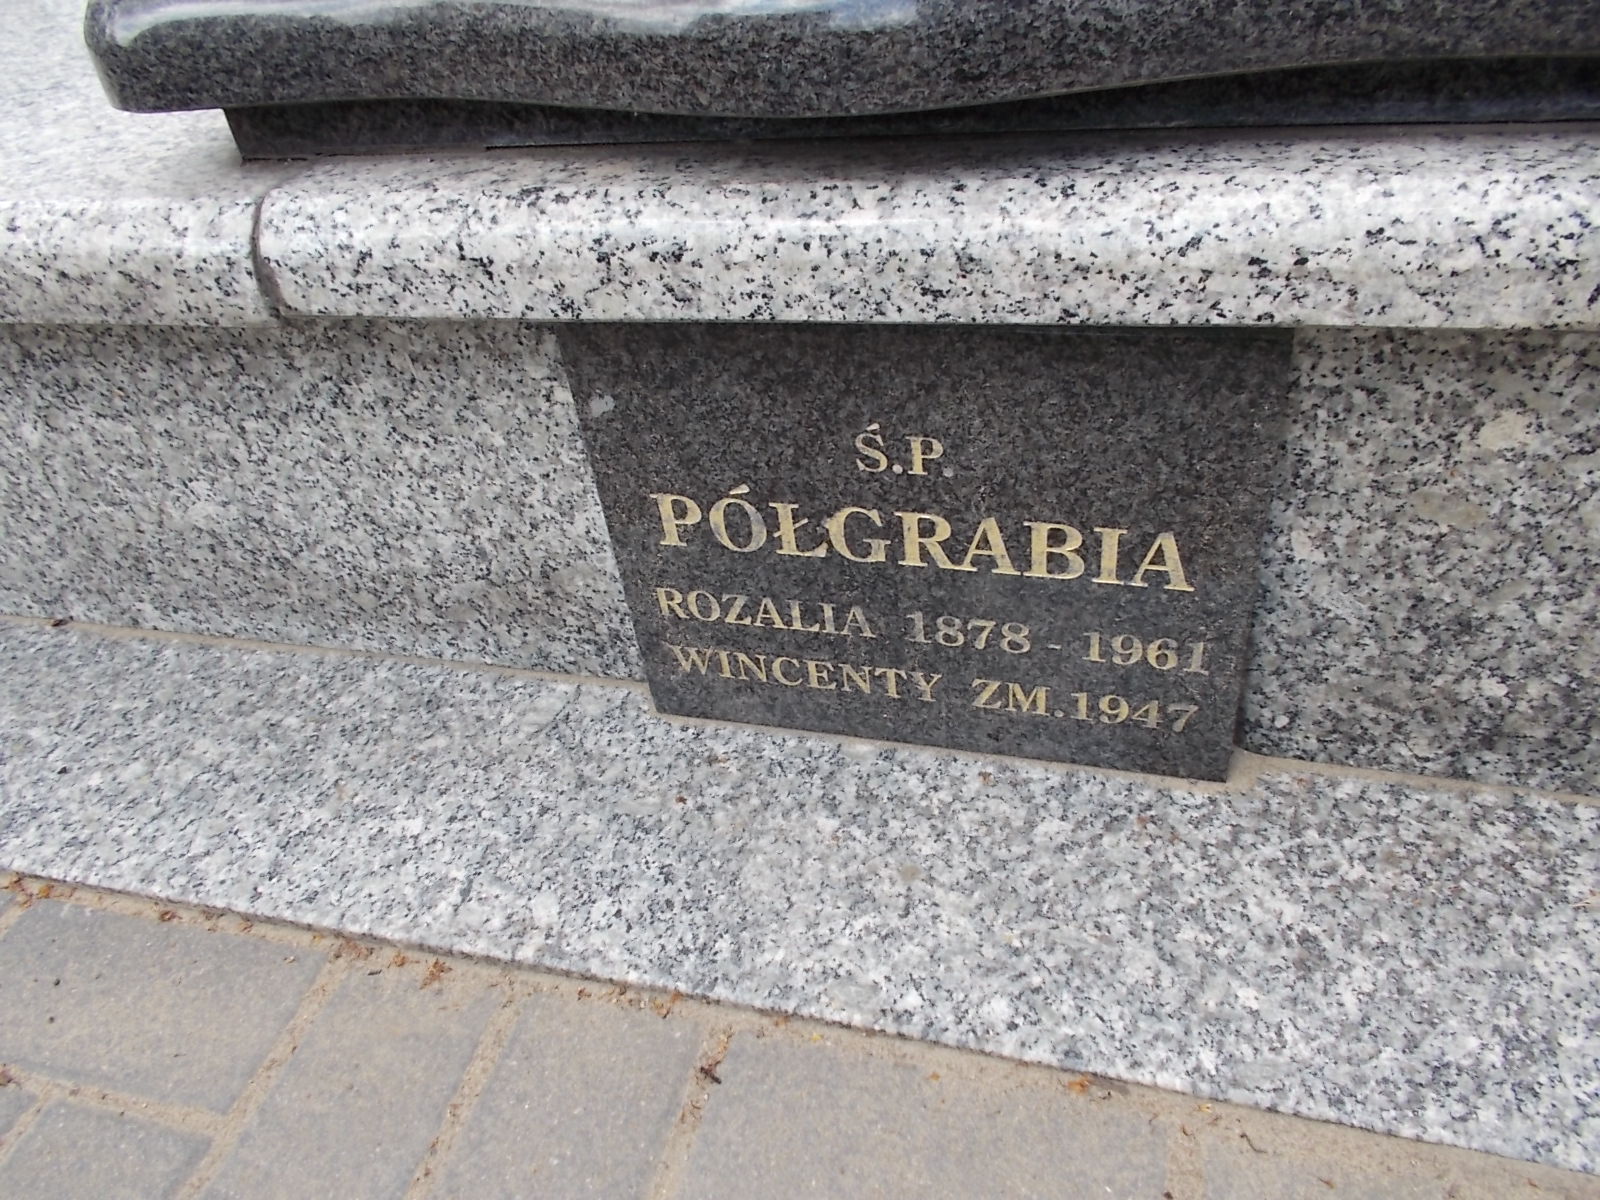 Ś.P.
PÓŁGRABIA
ROZALIA 1878 - 1961
WINCENTY ZM.1947